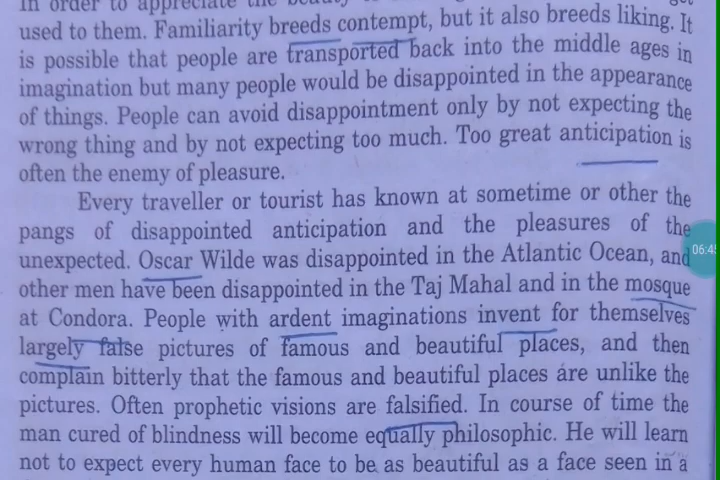 in order to appreciate the
used to them. Familiarity breeds contempt, but it also breeds liking. It
is possible that people are transported back into the middle ages in
imagination but many people would be disappointed in the appearance
of things. People can avoid disappointment only by not expecting the
wrong thing and by not expecting too much. Too great anticipation is
often the enemy of pleasure.
Every traveller or tourist has known at sometime or other the
pangs of disappointed anticipation and the pleasures of the
unexpected. Oscar Wilde was disappointed in the Atlantic Ocean, and
06:45
other men have been disappointed in the Taj Mahal and in the mosque
at Condora. People with ardent imaginations invent for themselves
largely false pictures of famous and beautiful places, and then
complain bitterly that the famous and beautiful places are unlike the
pictures. Often prophetic visions are falsified. In course of time the
man cured of blindness will become equally philosophic. He will learn
not to expect every human face to be as beautiful as a face seen in a